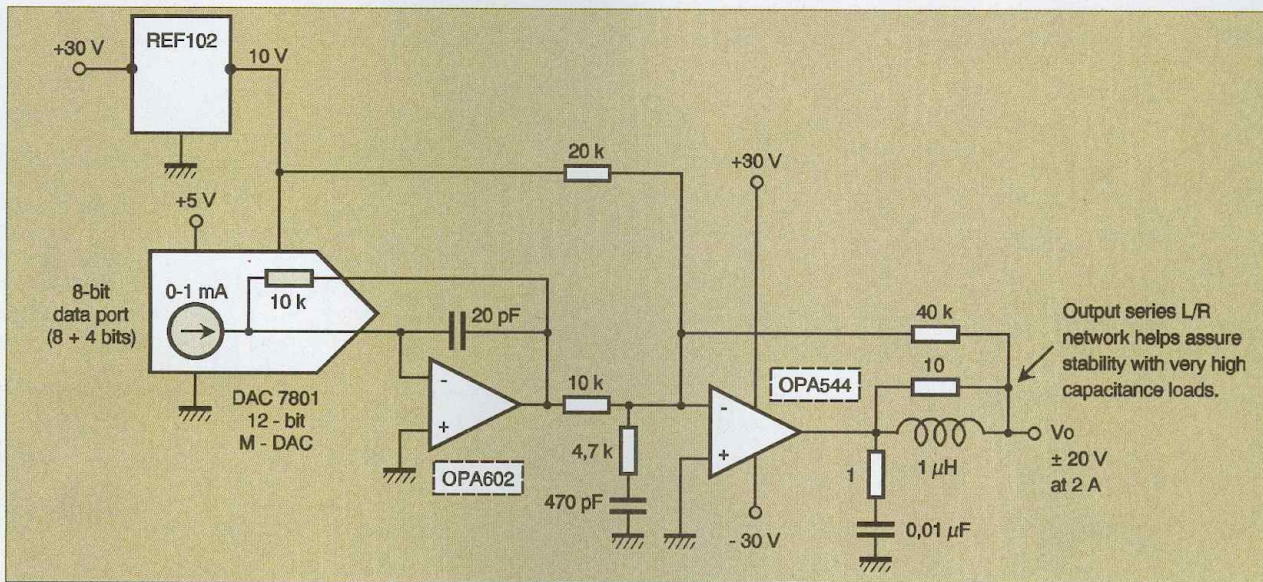 REF102
+30 V
10 V
+5 V
8-bit
data port
(8 + 4 bits)
0-1 mA
10 k
DAC 7801
12 - bit
M - DAC
20 pF
-
+
OPA602
10 k
4,7 k
470 pF
20 k
+30 V
OPA544
-
+
- 30 V
40 k
10
1 μH
1
0,01 μF
Output series L/R
network helps assure
stability with very high
capacitance loads.
Vo
± 20 V
at 2 A